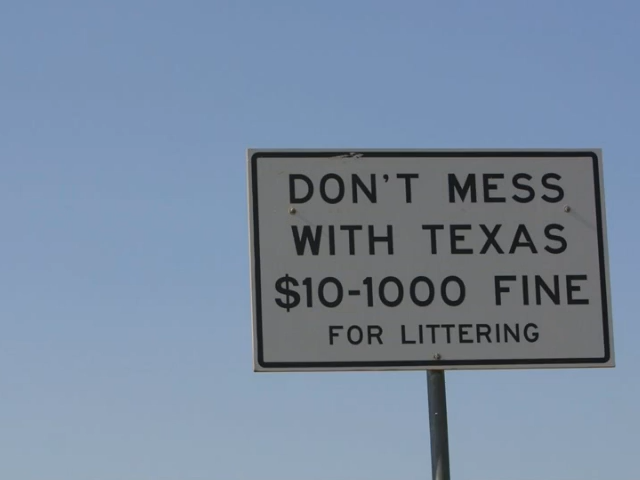 DON'T MESS
WITH TEXAS
$10-1000 FINE
FOR LITTERING